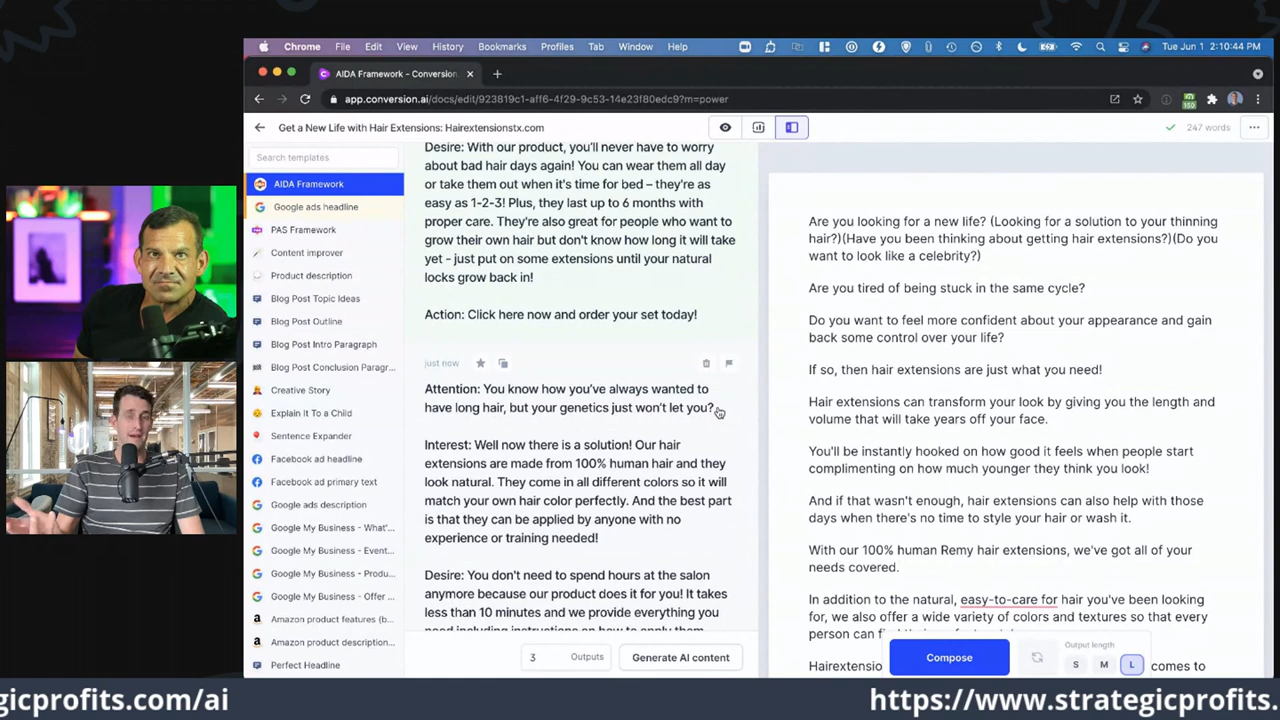 Chrome File Edit View History Bookmarks Profiles Tab Window Help
Tue Jun 1 2:10:44 PM
AIDA Framework - Conversion.
app.conversion.ai/docs/edit/923819c1-aff6-4f29-9c53-14e23f80edc9?m=power
150
Get a New Life with Hair Extensions: Hairextensionstx.com
247 words
Search templates
AIDA Framework
Google ads headline
PAS Framework
Content improver
Product description
Blog Post Topic Ideas
Blog Post Outline
Blog Post Intro Paragraph
Blog Post Conclusion Paragr...
Creative Story
Explain It To a Child
Sentence Expander
Facebook ad headline
Facebook ad primary text
Google ads description
Google My Business - What'...
Google My Business - Event...
Google My Business - Produ...
Google My Business - Offer ...
Amazon product features (b...
Amazon product description...
Perfect Headline
Desire: With our product, you'll never have to worry
about bad hair days again! You can wear them all day
or take them out when it's time for bed – they're as
easy as 1-2-3! Plus, they last up to 6 months with
proper care. They're also great for people who want to
grow their own hair but don't know how long it will take
yet - just put on some extensions until your natural
locks grow back in!
Action: Click here now and order your set today!
just now
Attention: You know how you've always wanted to
have long hair, but your genetics just won't let you?
Interest: Well now there is a solution! Our hair
extensions are made from 100% human hair and they
look natural. They come in all different colors so it will
match your own hair color perfectly. And the best part
is that they can be applied by anyone with no
experience or training needed!
Desire: You don't need to spend hours at the salon
anymore because our product does it for you! It takes
less than 10 minutes and we provide everything you
need including instructions on how to apply them
3 Outputs
Generate AI content
Are you looking for a new life? (Looking for a solution to your thinning
hair?)(Have you been thinking about getting hair extensions?)(Do you
want to look like a celebrity?)
Are you tired of being stuck in the same cycle?
Do you want to feel more confident about your appearance and gain
back some control over your life?
If so, then hair extensions are just what you need!
Hair extensions can transform your look by giving you the length and
volume that will take years off your face.
You'll be instantly hooked on how good it feels when people start
complimenting on how much younger they think you look!
And if that wasn't enough, hair extensions can also help with those
days when there's no time to style your hair or wash it.
With our 100% human Remy hair extensions, we've got all of your
needs covered.
In addition to the natural, easy-to-care for hair you've been looking
for, we also offer a wide variety of colors and textures so that every
person can
Hairextensio
comes to
Compose
Output length
S M L
gicprofits.com/ai
https://www.strategicprofits.